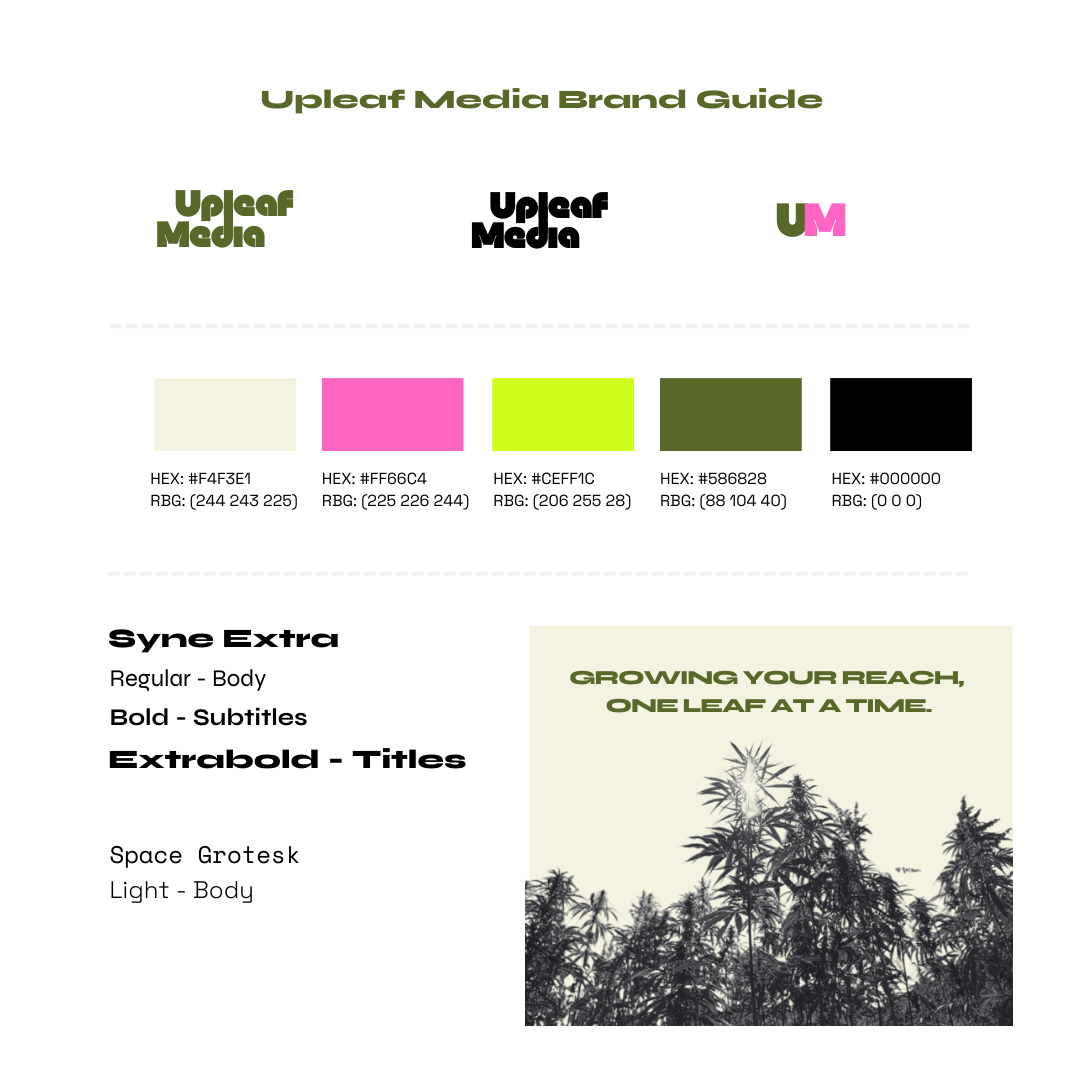 Upleaf Media Brand Guide
Upleaf
Media
Upleaf
Media
UM
HEX: #F4F3E1
RBG: (244 243 225)
HEX: #FF66C4
RBG: (225 226 244)
HEX: #CEFF1C
RBG: (206 255 28)
HEX: #586828
RBG: (88 104 40)
HEX: #000000
RBG: (0 0 0)
Syne Extra
Regular - Body
Bold - Subtitles
Extrabold - Titles
Space Grotesk
Light - Body
GROWING YOUR REACH,
ONE LEAF AT A TIME.